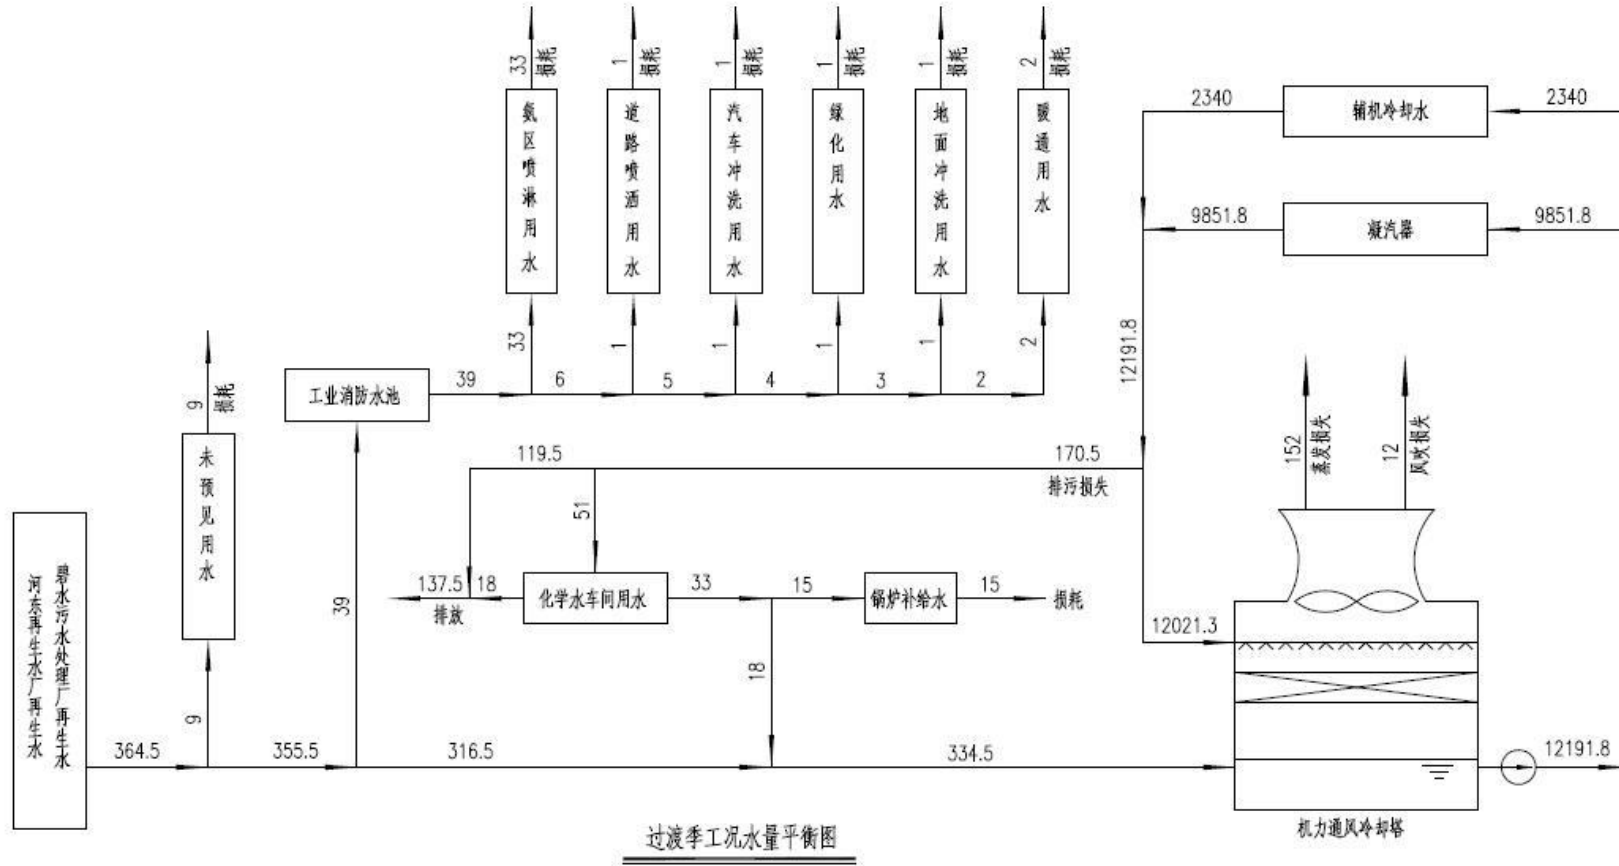 33
损耗
1
损耗
1
损耗
1
损耗
1
损耗
2
损耗
氨区喷淋用水
道路喷洒用水
汽车冲洗用水
绿化用水
地面冲洗用水
暖通用水
33
1
1
1
1
2
2340
辅机冷却水
2340
9851.8
凝汽器
9851.8
12191.8
9
损耗
工业消防水池
39
6
5
4
3
2
未预见用水
119.5
170.5
排污损失
152
蒸发损失
12
风吹损失
51
碧水污水处理厂再生水
河东再生水厂再生水
39
137.5
排放
18
化学水车间用水
33
15
锅炉补给水
15
损耗
12021.3
9
18
364.5
355.5
316.5
334.5
12191.8
机力通风冷却塔
过渡季工况水量平衡图